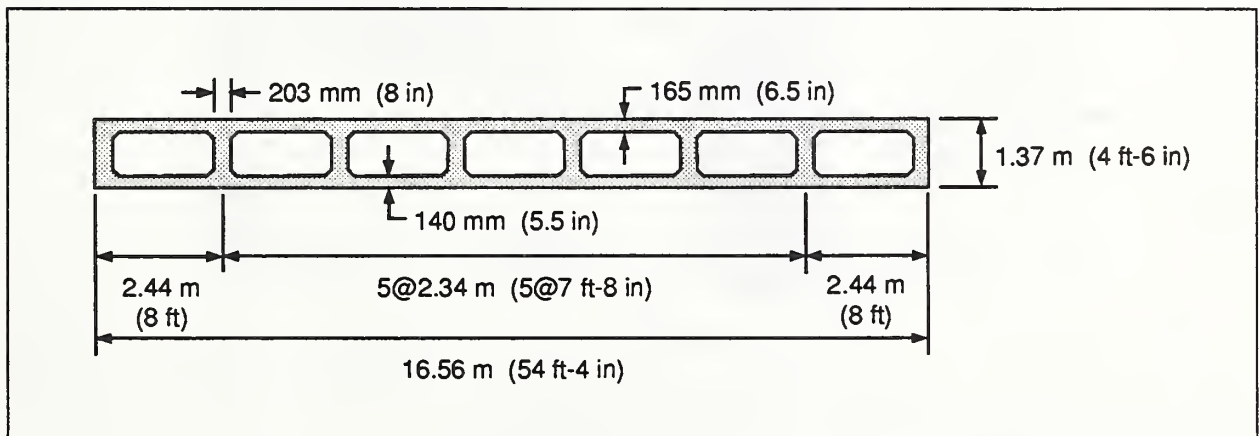 203 mm (8 in)
165 mm (6.5 in)
1.37 m (4 ft-6 in)
140 mm (5.5 in)
2.44 m
(8 ft)
5@2.34 m (5@7 ft-8 in)
2.44 m
(8 ft)
16.56 m (54 ft-4 in)